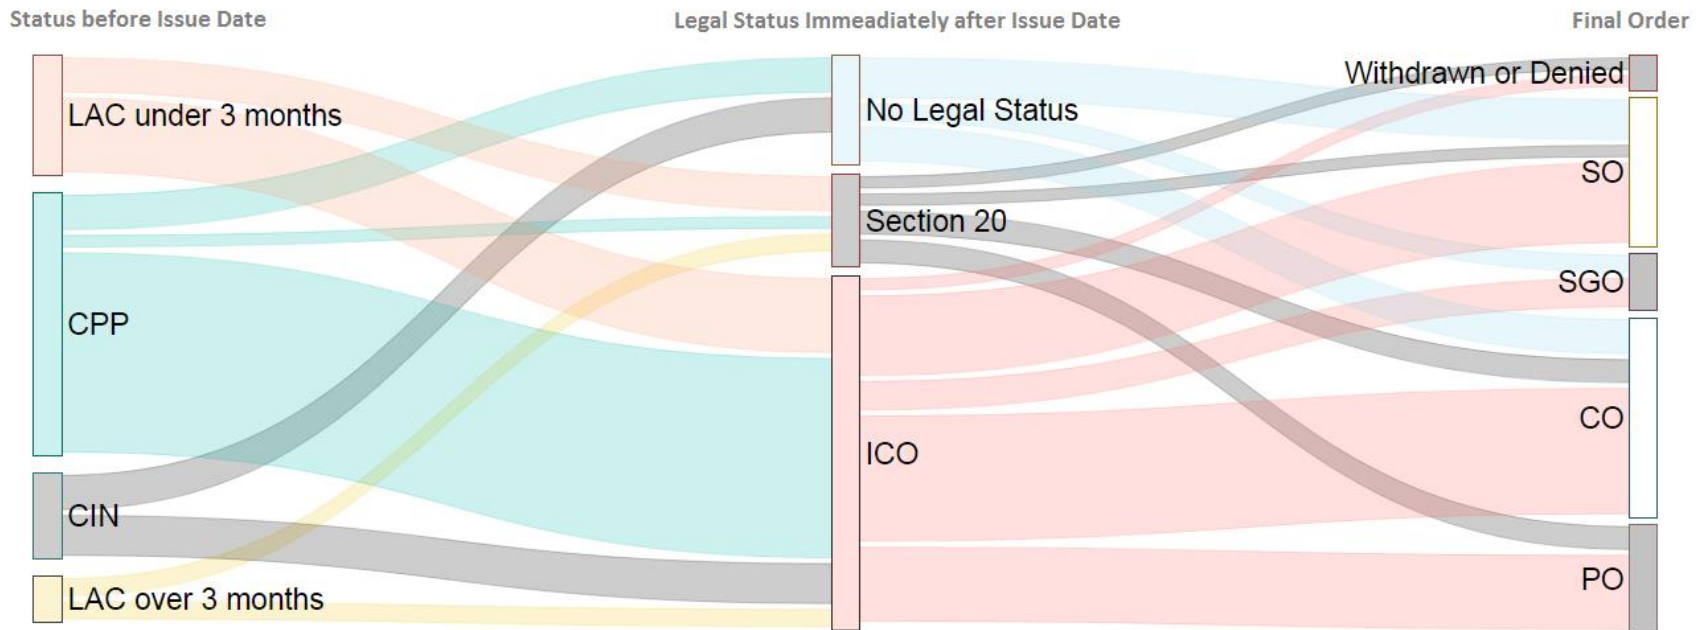 Status before Issue Date
Legal Status Immeadiately after Issue Date
Final Order
LAC under 3 months
CPP
CIN
LAC over 3 months
No Legal Status
Section 20
ICO
Withdrawn or Denied
SO
SGO
CO
PO